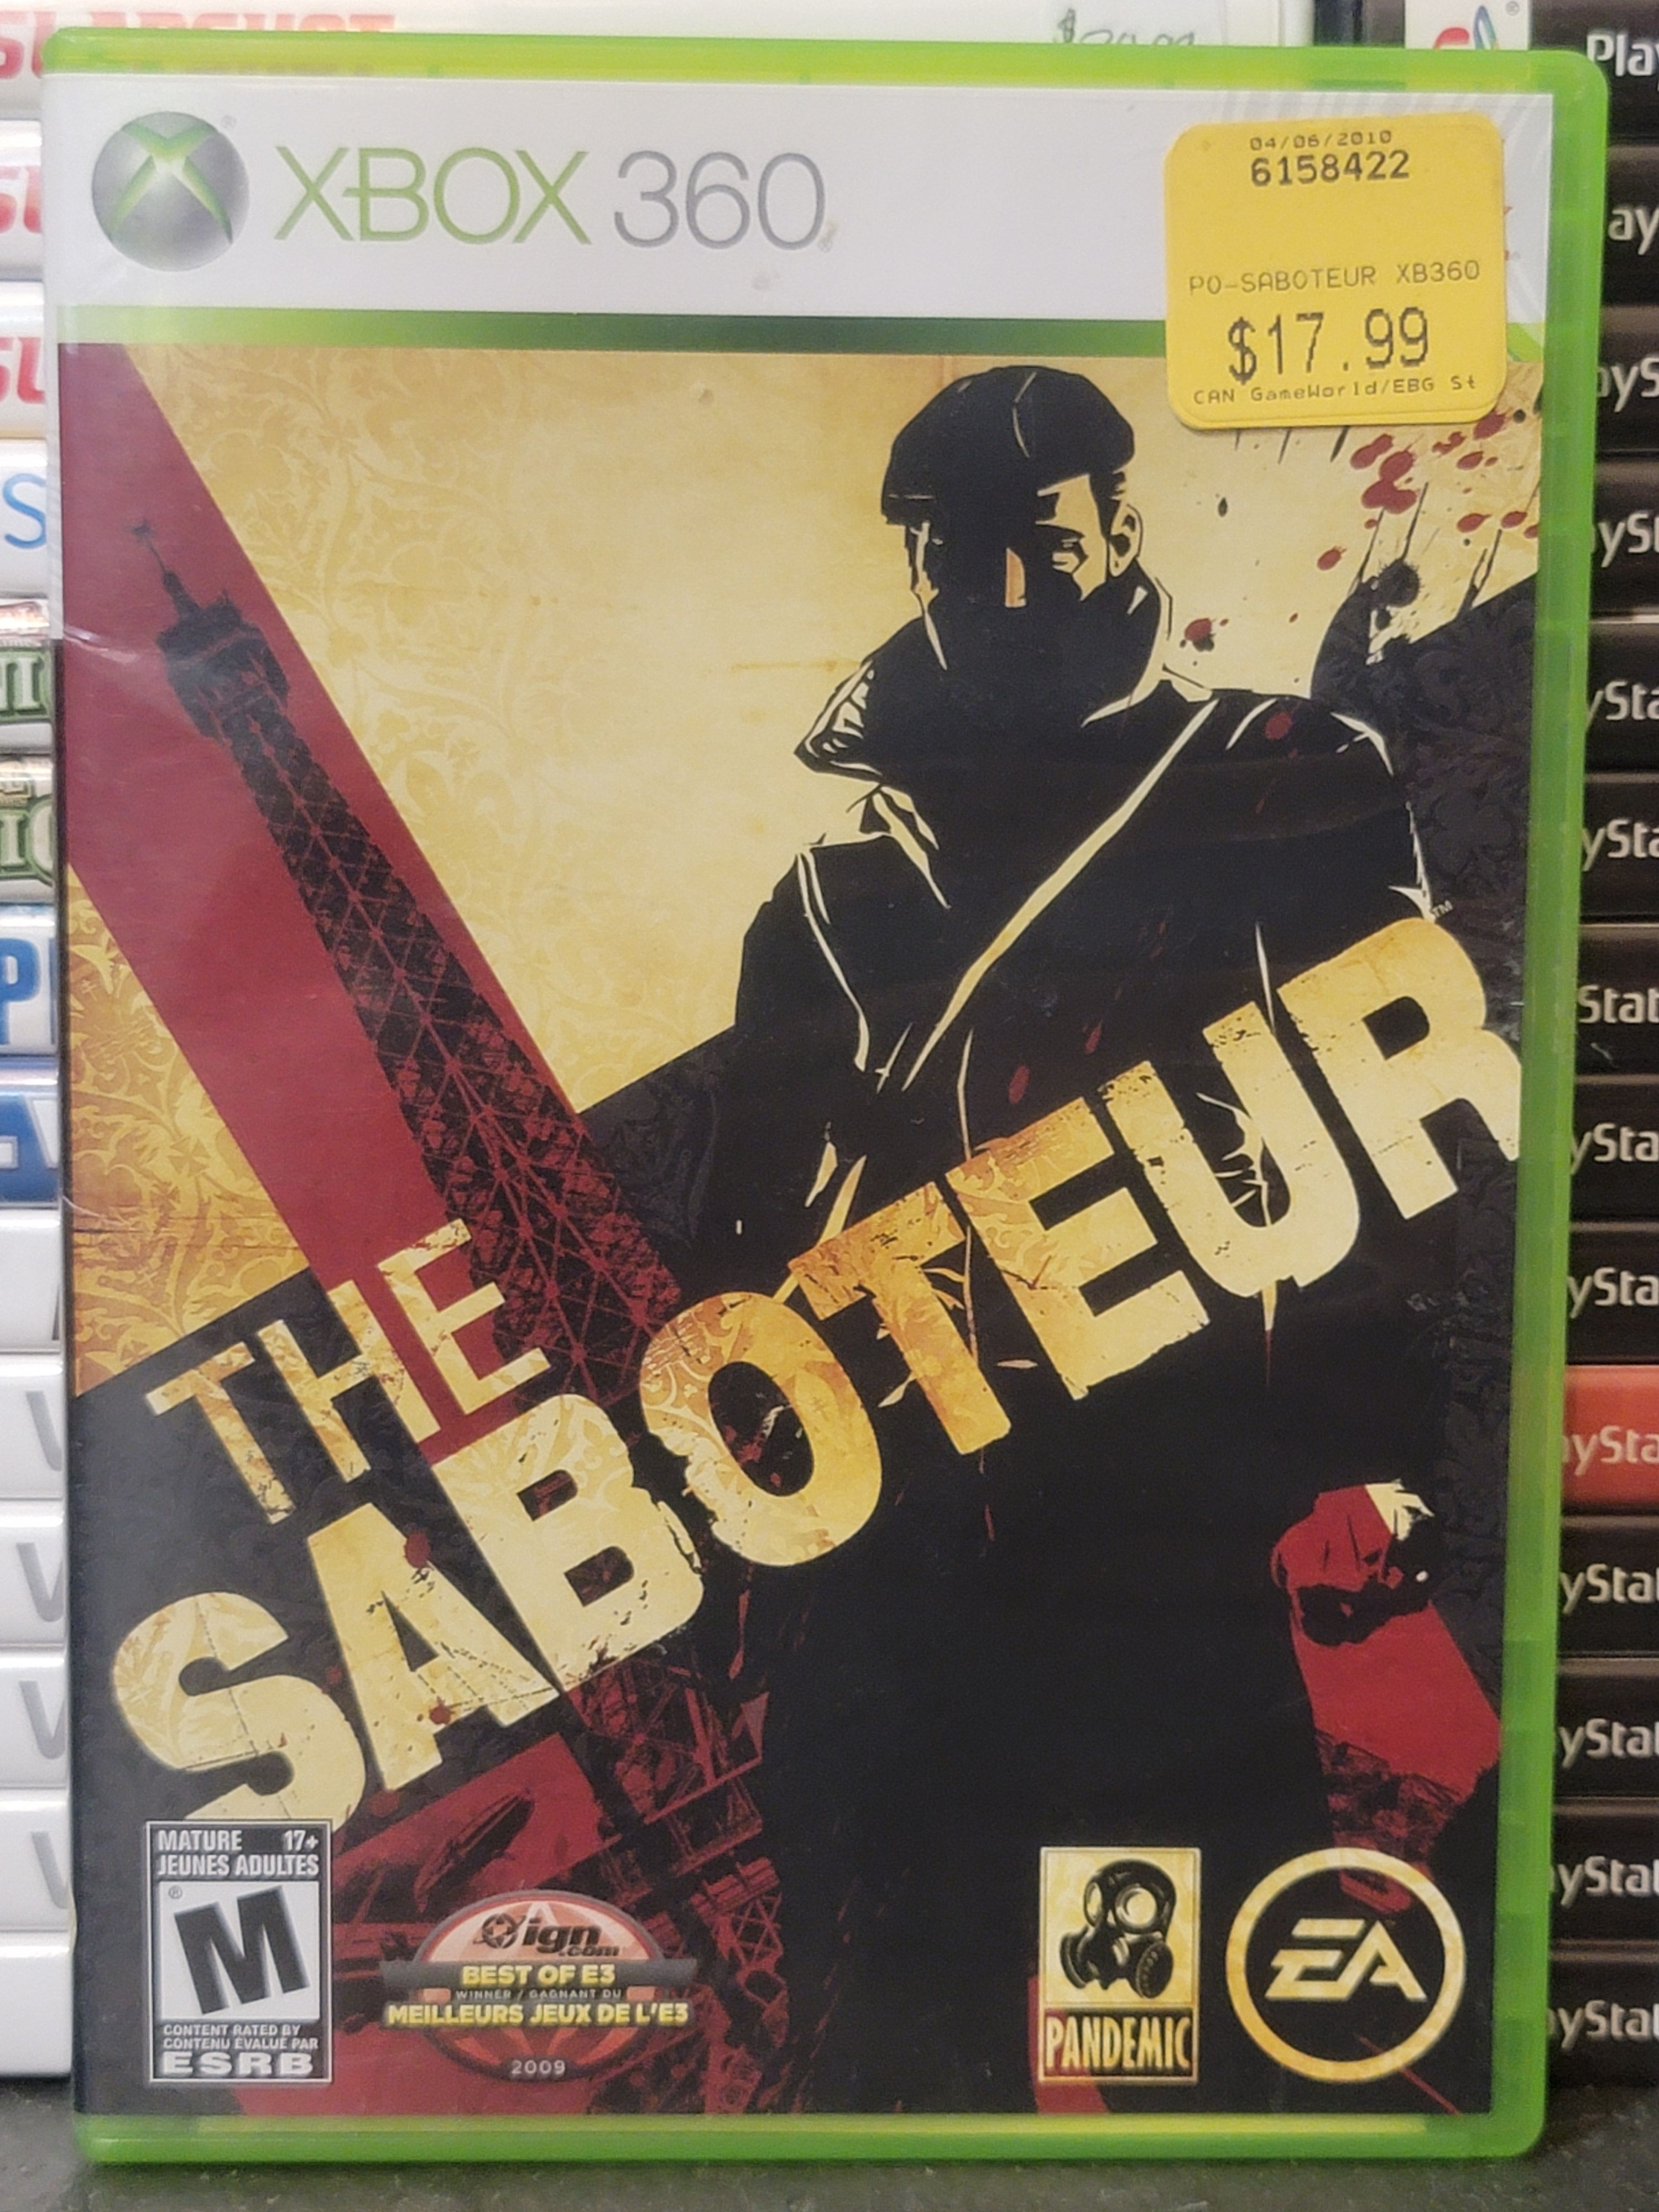 XBOX 360
04/06/2010
6158422
PO-SABOTEUR XB360
$17.99
CAN GameWorld/EBG St
THE
SABOTEUR
™
MATURE 17+
JEUNES ADULTES
M
®
CONTENT RATED BY
CONTENU ÉVALUÉ PAR
ESRB
ign
.com
BEST OF E3
WINNER / GAGNANT DU
MEILLEURS JEUX DE L'E3
2009
PANDEMIC
EA